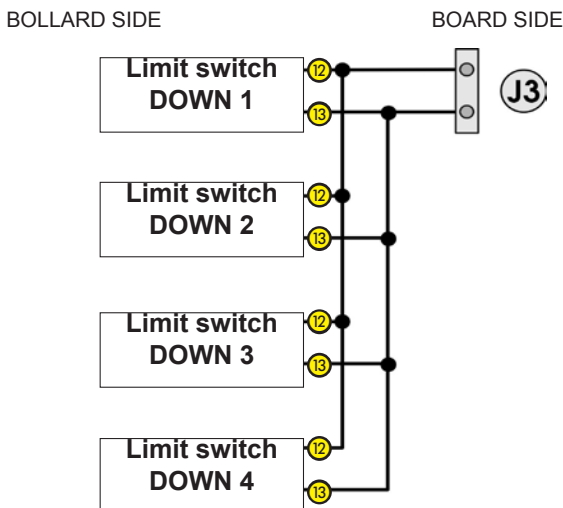 BOLLARD SIDE
BOARD SIDE
Limit switch
DOWN 1
12
13
J3
Limit switch
DOWN 2
12
13
Limit switch
DOWN 3
12
13
Limit switch
DOWN 4
12
13